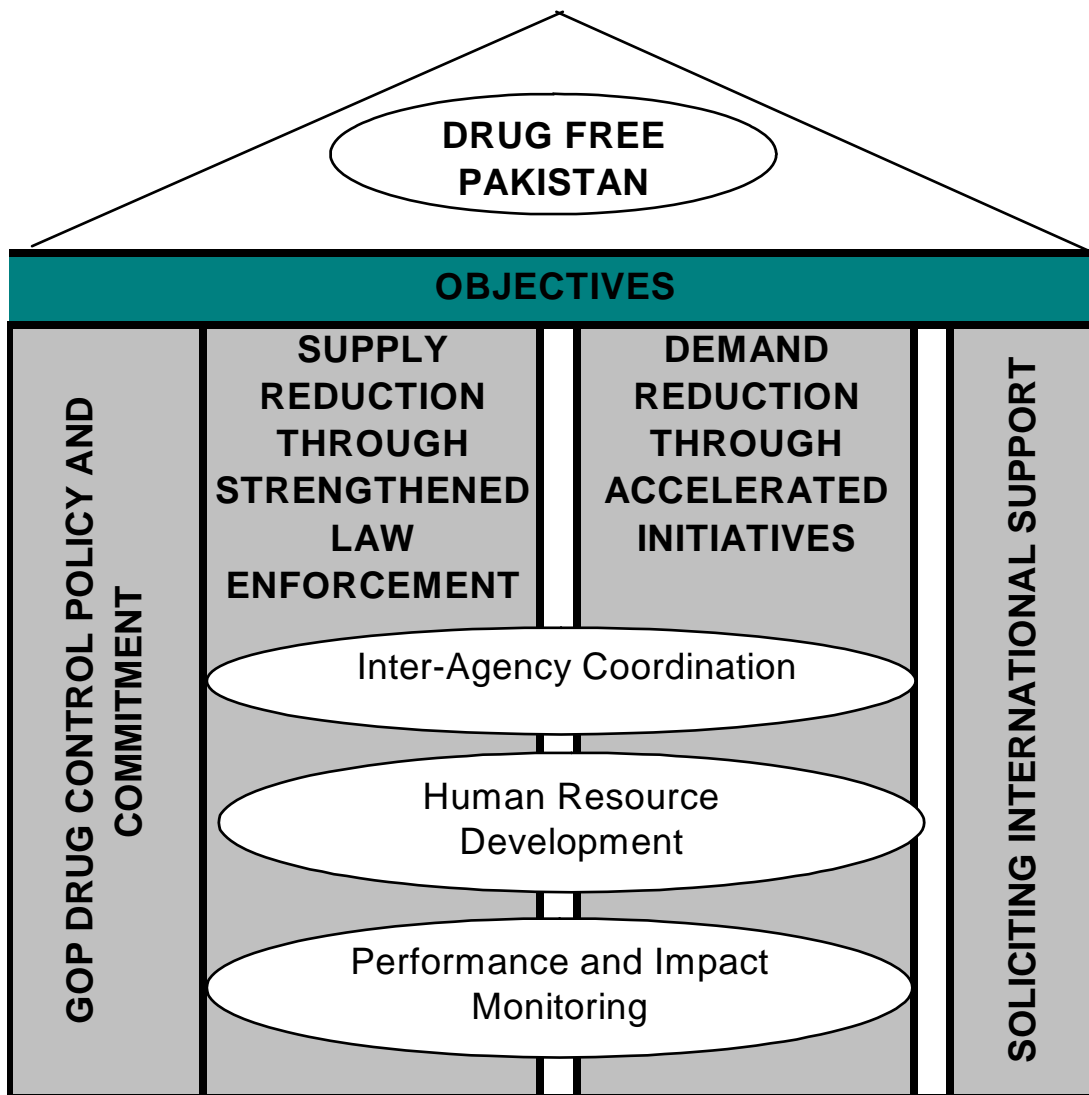 DRUG FREE
PAKISTAN
OBJECTIVES
GOP DRUG CONTROL POLICY AND
COMMITMENT
SUPPLY
REDUCTION
THROUGH
STRENGTHENED
LAW
ENFORCEMENT
DEMAND
REDUCTION
THROUGH
ACCELERATED
INITIATIVES
SOLICITING INTERNATIONAL SUPPORT
Inter-Agency Coordination
Human Resource
Development
Performance and Impact
Monitoring